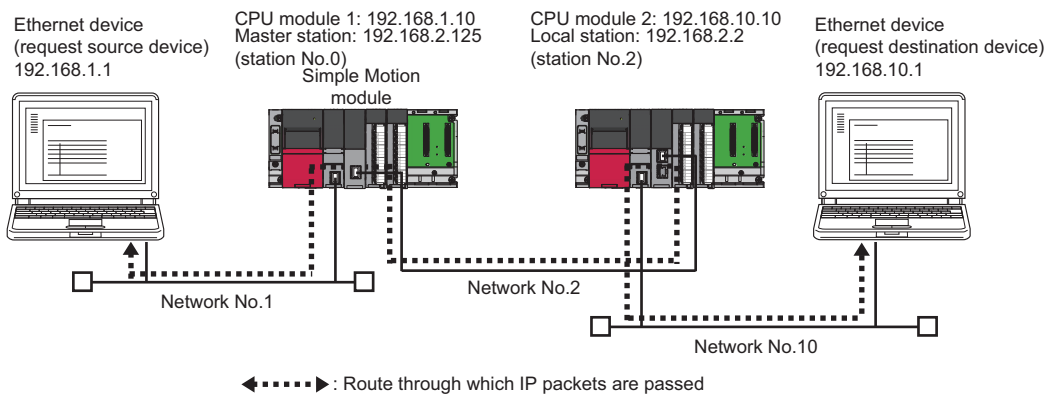 Ethernet device
(request source device)
192.168.1.1
CPU module 1: 192.168.1.10
Master station: 192.168.2.125
(station No.0)
Simple Motion
module
CPU module 2: 192.168.10.10
Local station: 192.168.2.2
(station No.2)
Ethernet device
(request destination device)
192.168.10.1
Network No.1
Network No.2
Network No.10
: Route through which IP packets are passed